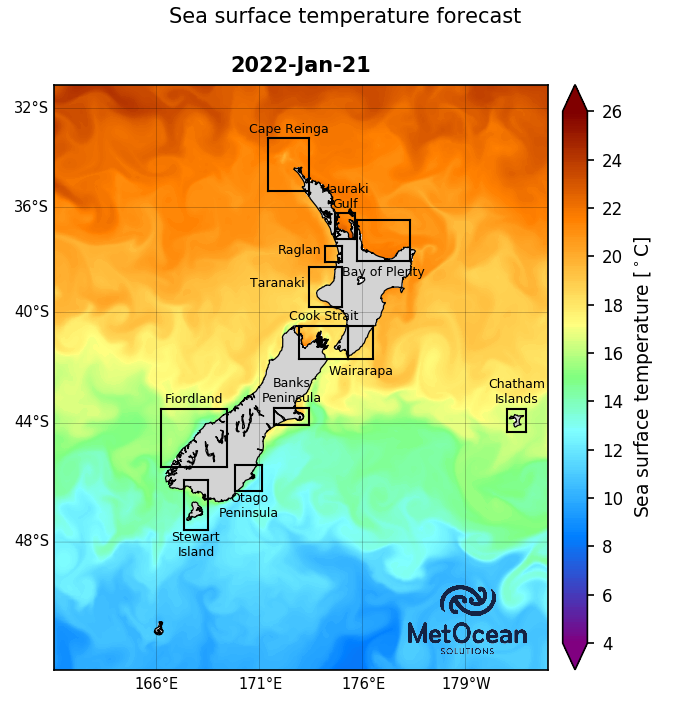 Sea surface temperature forecast
2022-Jan-21
32°S
36°S
40°S
44°S
48°S
Cape Reinga
Hauraki
Gulf
Raglan
Bay of Plenty
Taranaki
Cook Strait
Wairarapa
Banks
Peninsula
Fiordland
Chatham
Islands
Otago
Peninsula
Stewart
Island
MetOcean
SOLUTIONS
166°E
171°E
176°E
179°W
26
24
22
20
18
16
14
12
10
8
6
4
Sea surface temperature [°C]